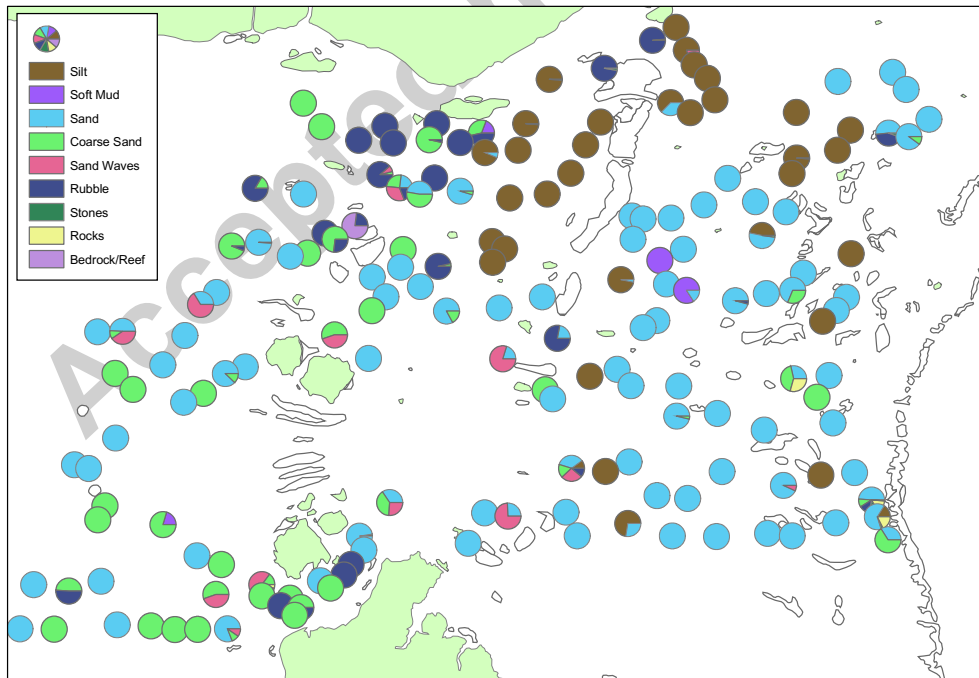 Silt
Soft Mud
Sand
Coarse Sand
Sand Waves
Rubble
Stones
Rocks
Bedrock/Reef
Accepted